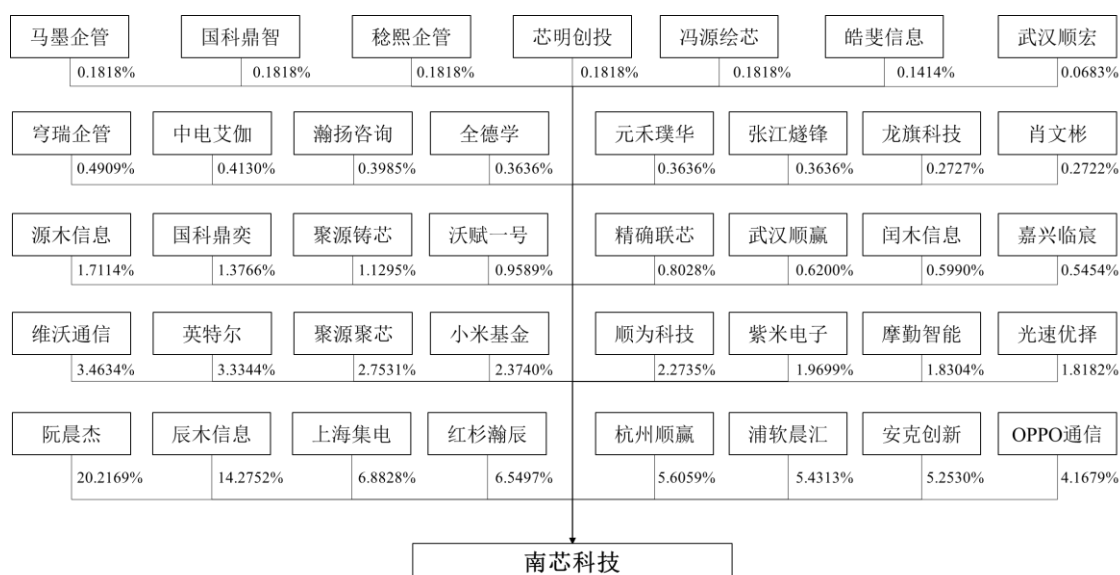 马墨企管 国科鼎智 稔熙企管 芯明创投 冯源绘芯 皓斐信息 武汉顺宏
0.1818% 0.1818% 0.1818% 0.1818% 0.1818% 0.1414% 0.0683%
穹瑞企管 中电艾伽 瀚扬咨询 全德学 元禾璞华 张江燧锋 龙旗科技 肖文彬
0.4909% 0.4130% 0.3985% 0.3636% 0.3636% 0.3636% 0.2727% 0.2722%
源木信息 国科鼎奕 聚源铸芯 沃赋一号 精确联芯 武汉顺赢 闰木信息 嘉兴临宸
1.7114% 1.3766% 1.1295% 0.9589% 0.8028% 0.6200% 0.5990% 0.5454%
维沃通信 英特尔 聚源聚芯 小米基金 顺为科技 紫米电子 摩勤智能 光速优择
3.4634% 3.3344% 2.7531% 2.3740% 2.2735% 1.9699% 1.8304% 1.8182%
阮晨杰 辰木信息 上海集电 红杉瀚辰 杭州顺赢 浦软晨汇 安克创新 OPPO通信
20.2169% 14.2752% 6.8828% 6.5497% 5.6059% 5.4313% 5.2530% 4.1679%
南芯科技